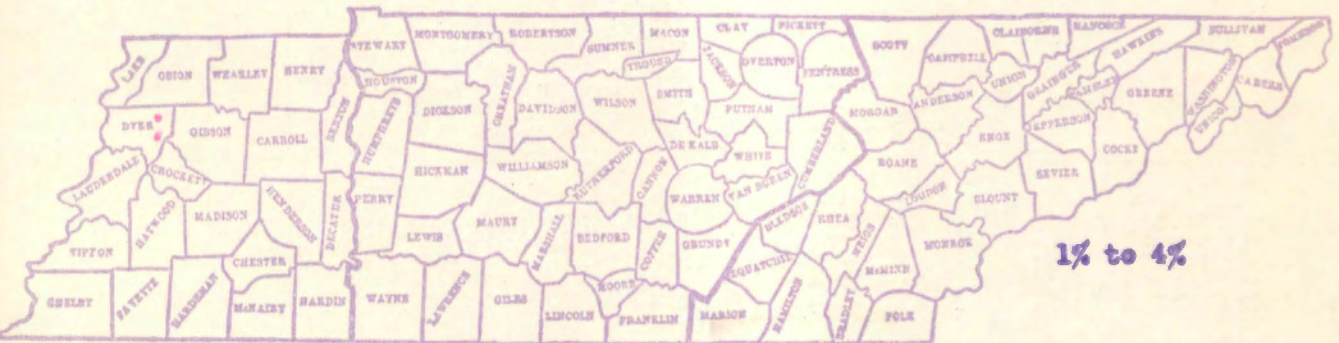 STEWART
MONTGOMERY
ROBERTSON
SUMNER
MACON
CLAY
PICKETT
SCOTT
CAMPBELL
CLAIBORNE
HANCOCK
HAWKINS
SULLIVAN
JOHNSON
LAKE
OBION
WEAKLEY
HENRY
HOUSTON
CHEATHAM
TROUSD
JACKSON
OVERTON
FENTRESS
UNION
GRAINGER
HAMBLEN
GREENE
WASHINGTON
UNICOI
CARTER
DYER
GIBSON
CARROLL
BENTON
HUMPHREYS
DICKSON
DAVIDSON
WILSON
SMITH
PUTNAM
MORGAN
ANDERSON
KNOX
JEFFERSON
COCKE
LAUDERDALE
CROCKETT
HICKMAN
WILLIAMSON
RUTHERFORD
CANNON
DE KALB
WHITE
CUMBERLAND
ROANE
LOUDON
BLOUNT
SEVIER
TIPTON
HAYWOOD
MADISON
HENDERSON
DECATUR
PERRY
LEWIS
MAURY
MARSHALL
BEDFORD
COFFEE
WARREN
VAN BUREN
GRUNDY
BLEDSOE
RHEA
MEIGS
MCMINN
MONROE
1% to 4%
SHELBY
FAYETTE
HARDEMAN
CHESTER
McNAIRY
HARDIN
WAYNE
LAWRENCE
GILES
LINCOLN
MOORE
FRANKLIN
MARION
SEQUATCHIE
HAMILTON
BRADLEY
POLK